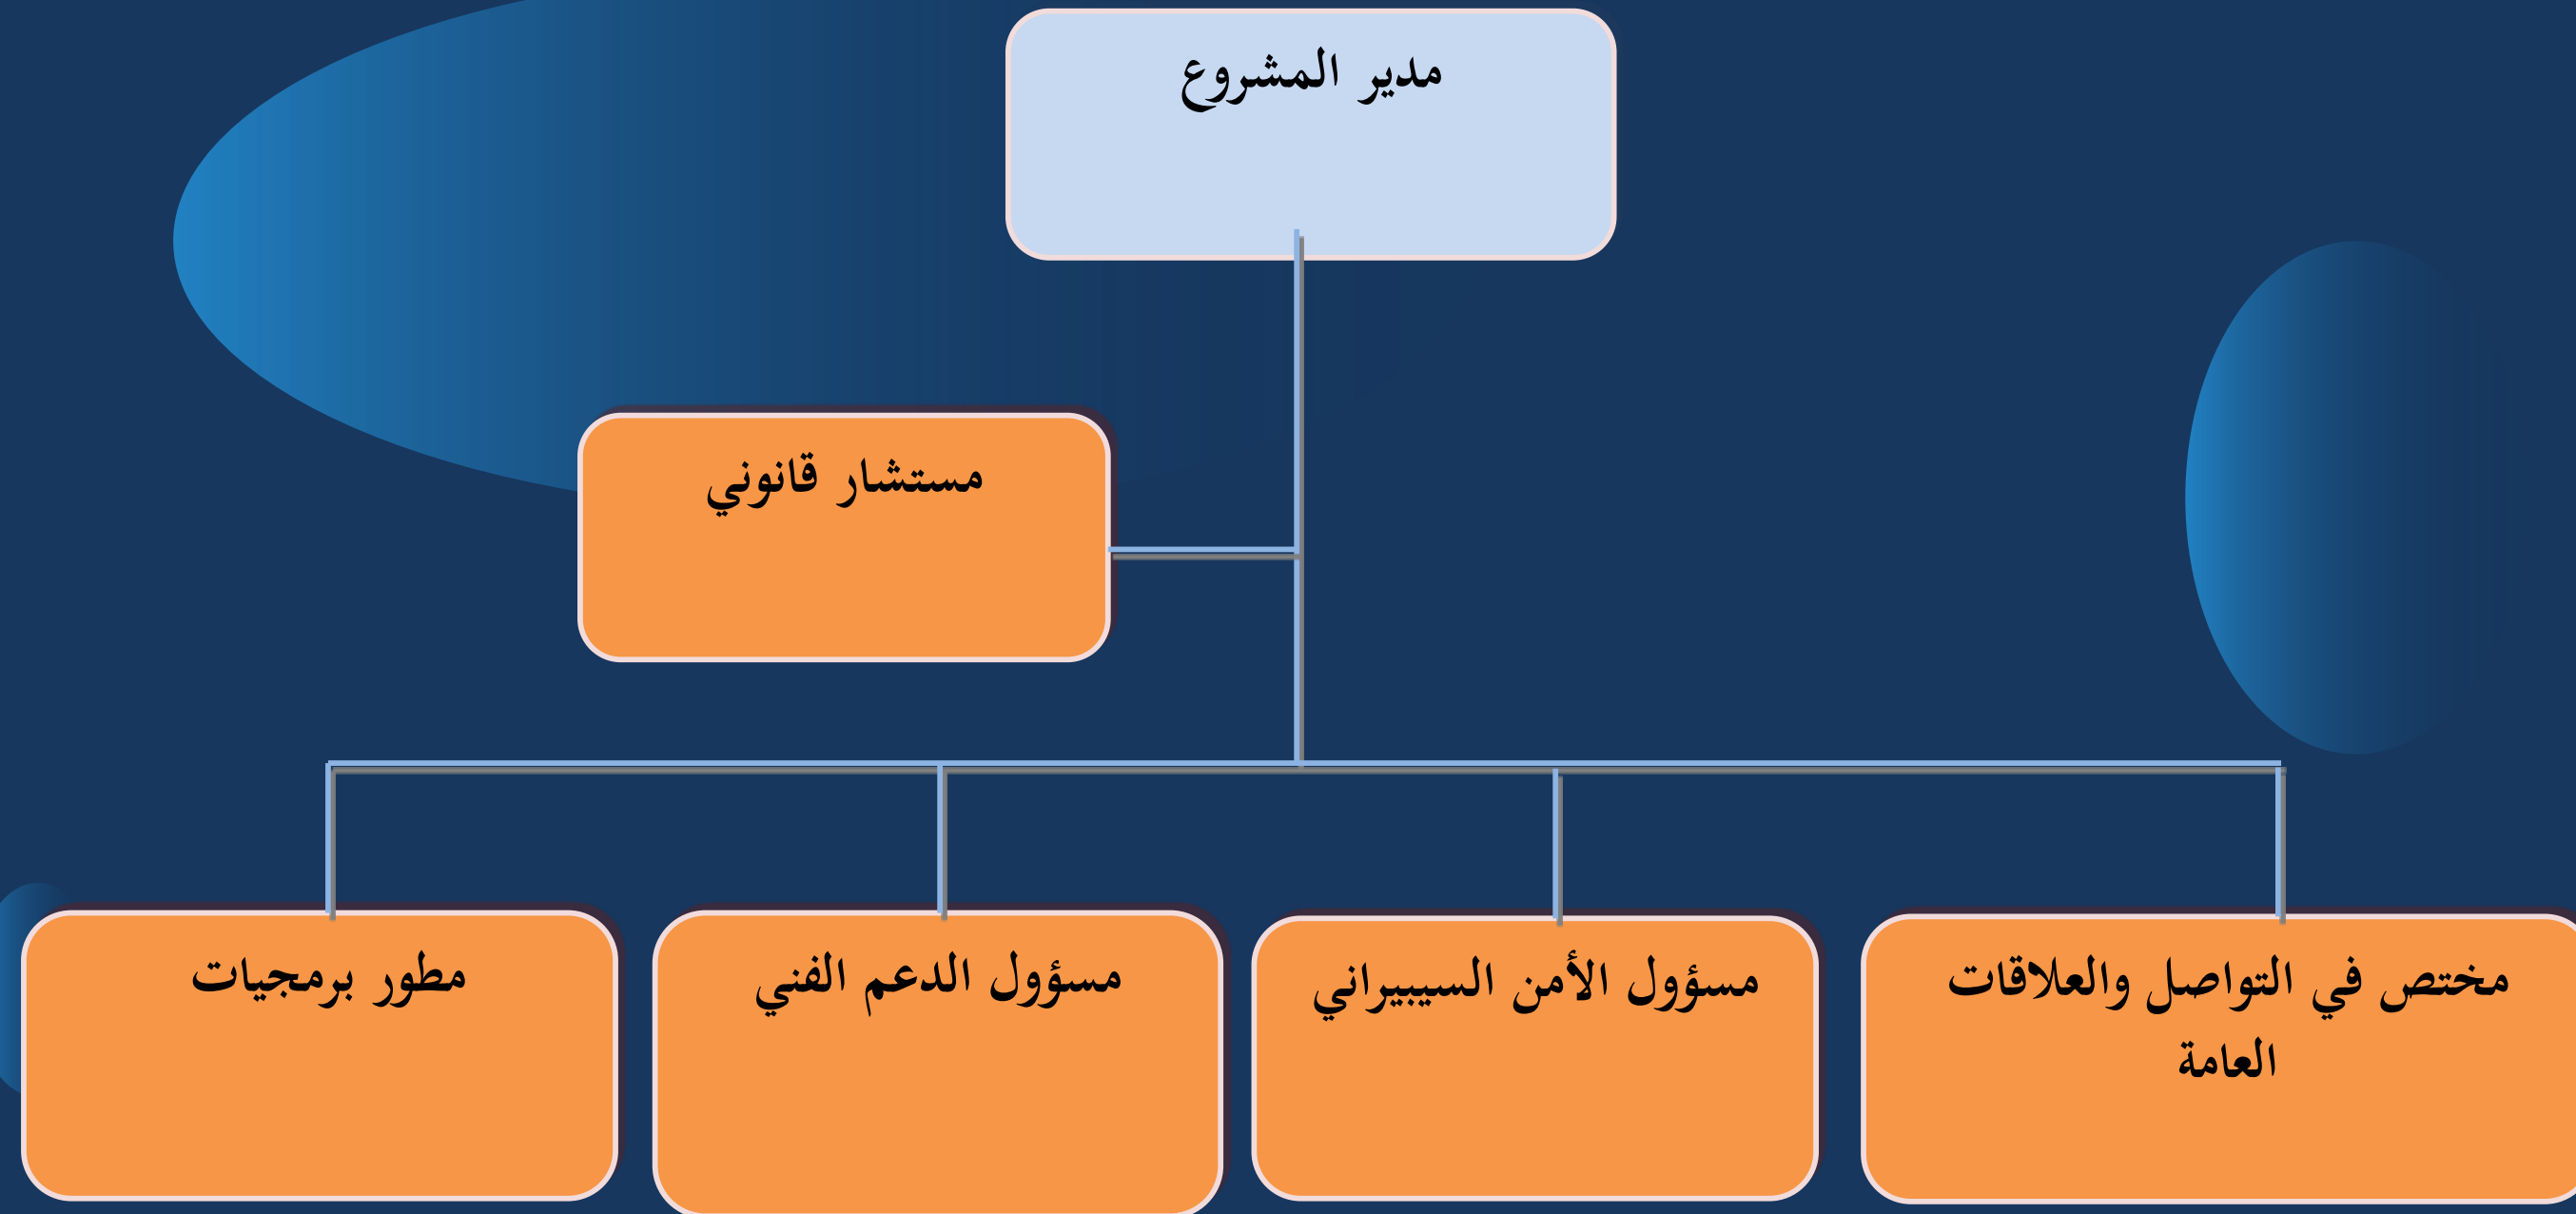 مدير المشروع
مستشار قانوني
مختص في التواصل والعلاقات
العامة
مسؤول الأمن السيبيراني
مسؤول الدعم الفني
مطور برمجيات